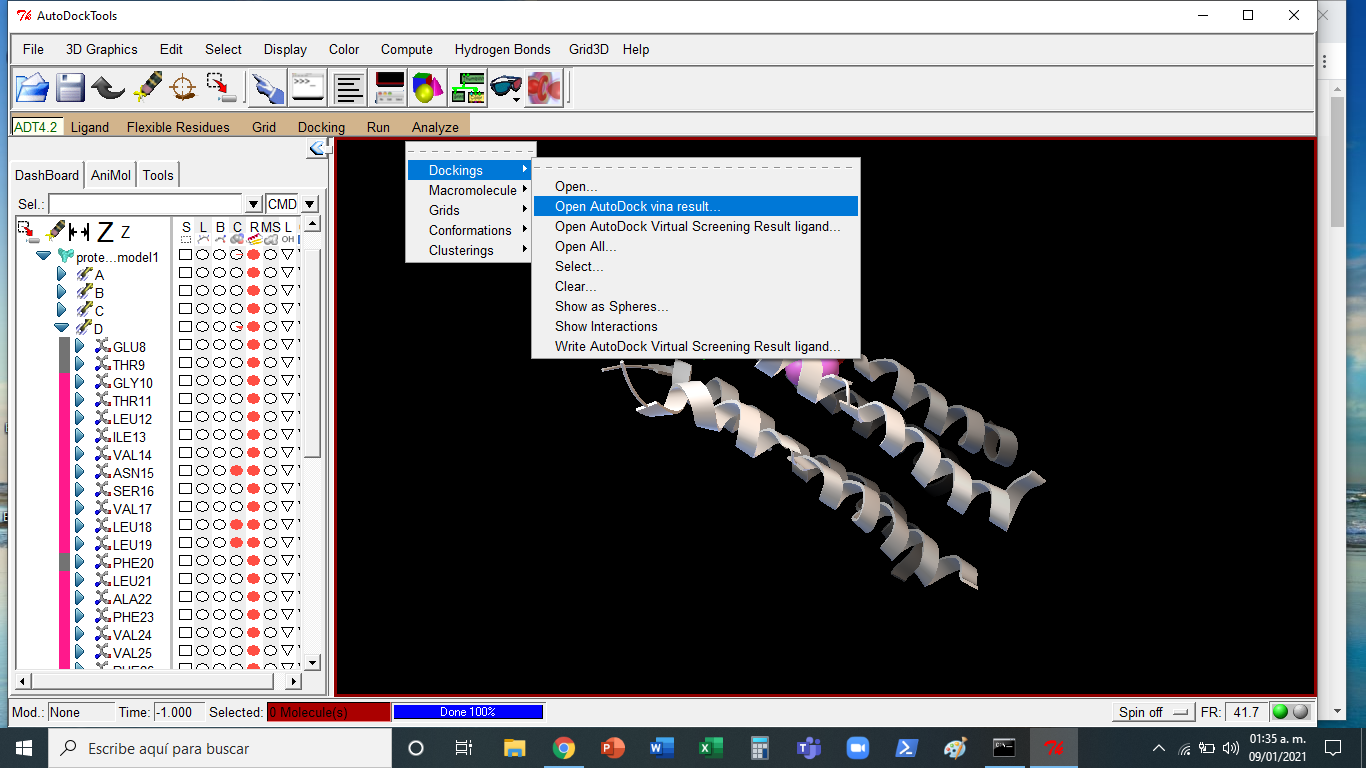 AutoDockTools
File 3D Graphics Edit Select Display Color Compute Hydrogen Bonds Grid3D Help
ADT4.2 Ligand Flexible Residues Grid Docking Run Analyze
DashBoard AniMol Tools
Sel.: CMD
S L B C R MS L
Z Z
OH
prote...model1
A
B
C
D
GLU8
THR9
GLY10
THR11
LEU12
ILE13
VAL14
ASN15
SER16
VAL17
LEU18
LEU19
PHE20
LEU21
ALA22
PHE23
VAL24
VAL25
Dockings
Macromolecule
Grids
Conformations
Clusterings
Open...
Open AutoDock vina result...
Open AutoDock Virtual Screening Result ligand...
Open All...
Select...
Clear...
Show as Spheres...
Show Interactions
Write AutoDock Virtual Screening Result ligand...
Mod.: None Time: -1.000 Selected: 0 Molecule(s) Done 100% Spin off FR: 41.7
Escribe aquí para buscar
01:35 a. m.
09/01/2021